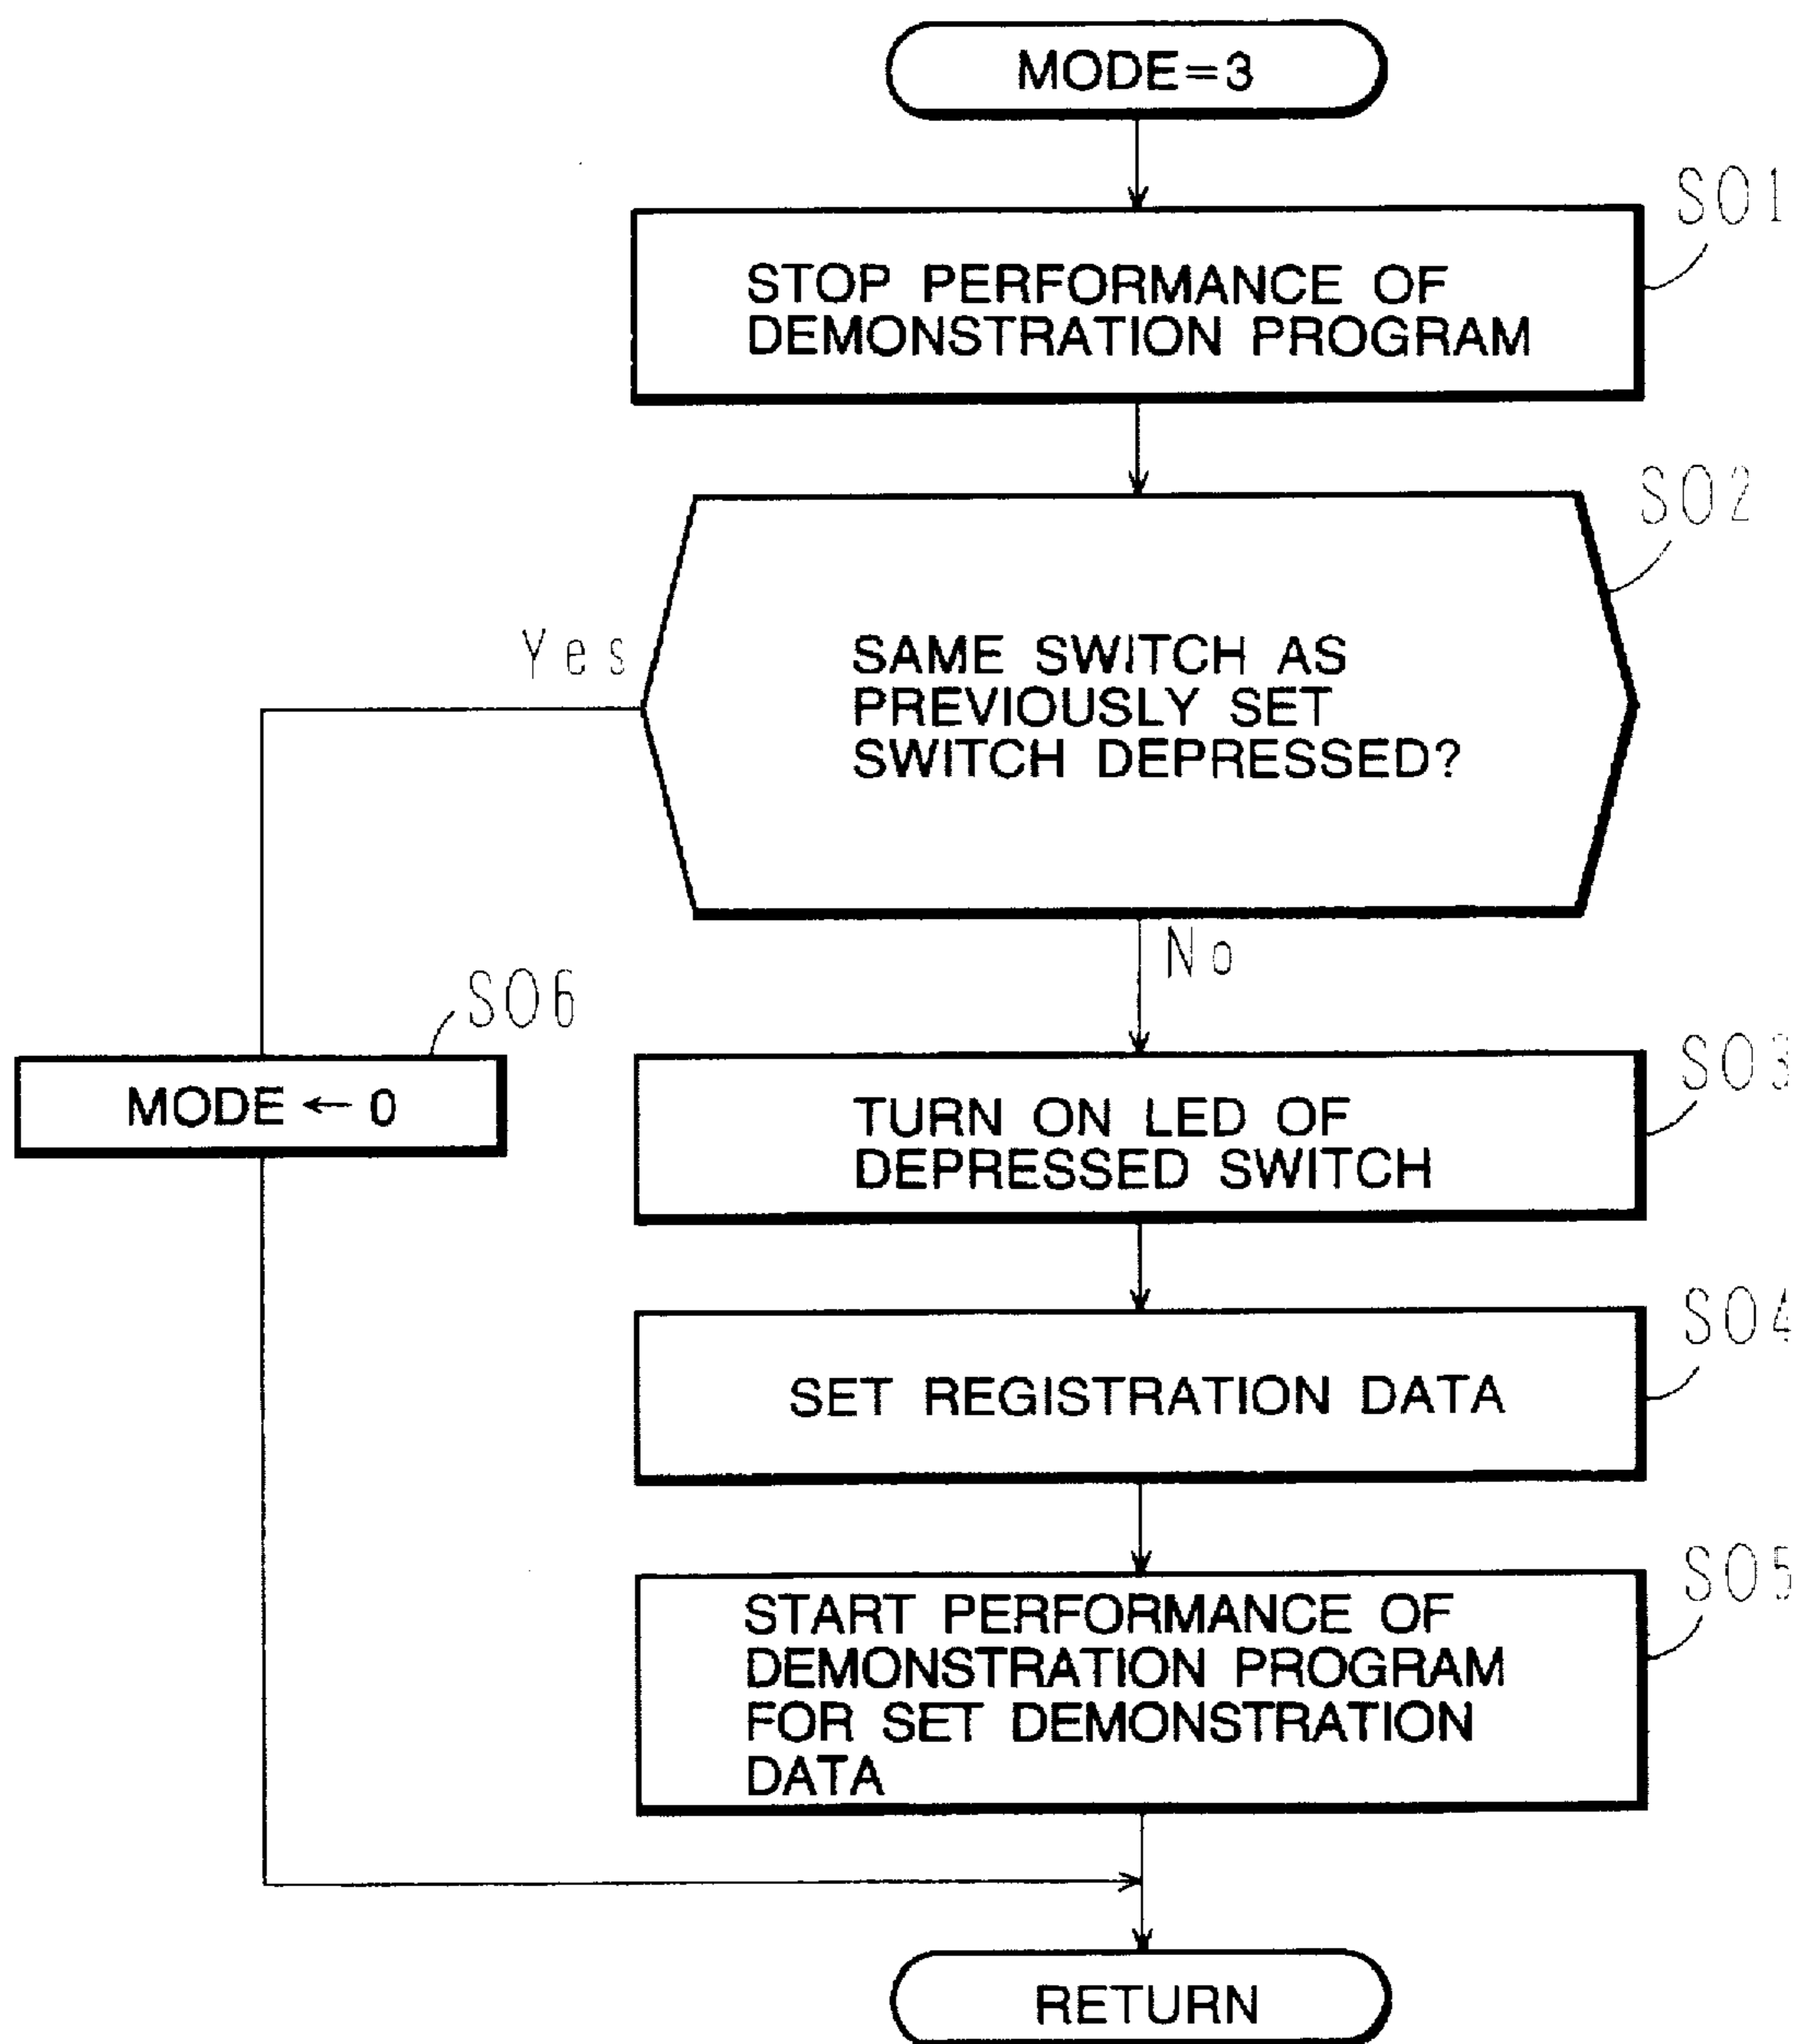 MODE=3
S01
STOP PERFORMANCE OF
DEMONSTRATION PROGRAM
S02
SAME SWITCH AS
PREVIOUSLY SET
SWITCH DEPRESSED?
Yes
No
S06
MODE ← 0
S03
TURN ON LED OF
DEPRESSED SWITCH
S04
SET REGISTRATION DATA
S05
START PERFORMANCE OF
DEMONSTRATION PROGRAM
FOR SET DEMONSTRATION
DATA
RETURN